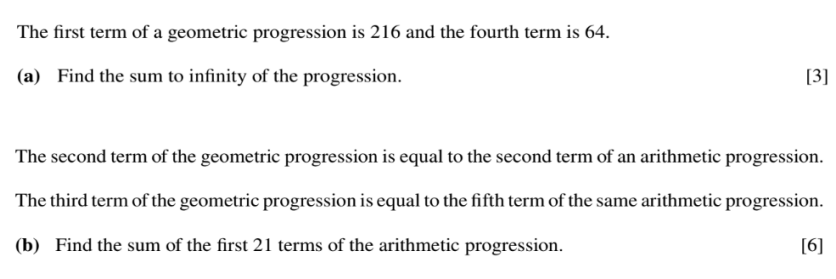 The first term of a geometric progression is 216 and the fourth term is 64.
(a) Find the sum to infinity of the progression. [3]
The second term of the geometric progression is equal to the second term of an arithmetic progression.
The third term of the geometric progression is equal to the fifth term of the same arithmetic progression.
(b) Find the sum of the first 21 terms of the arithmetic progression. [6]